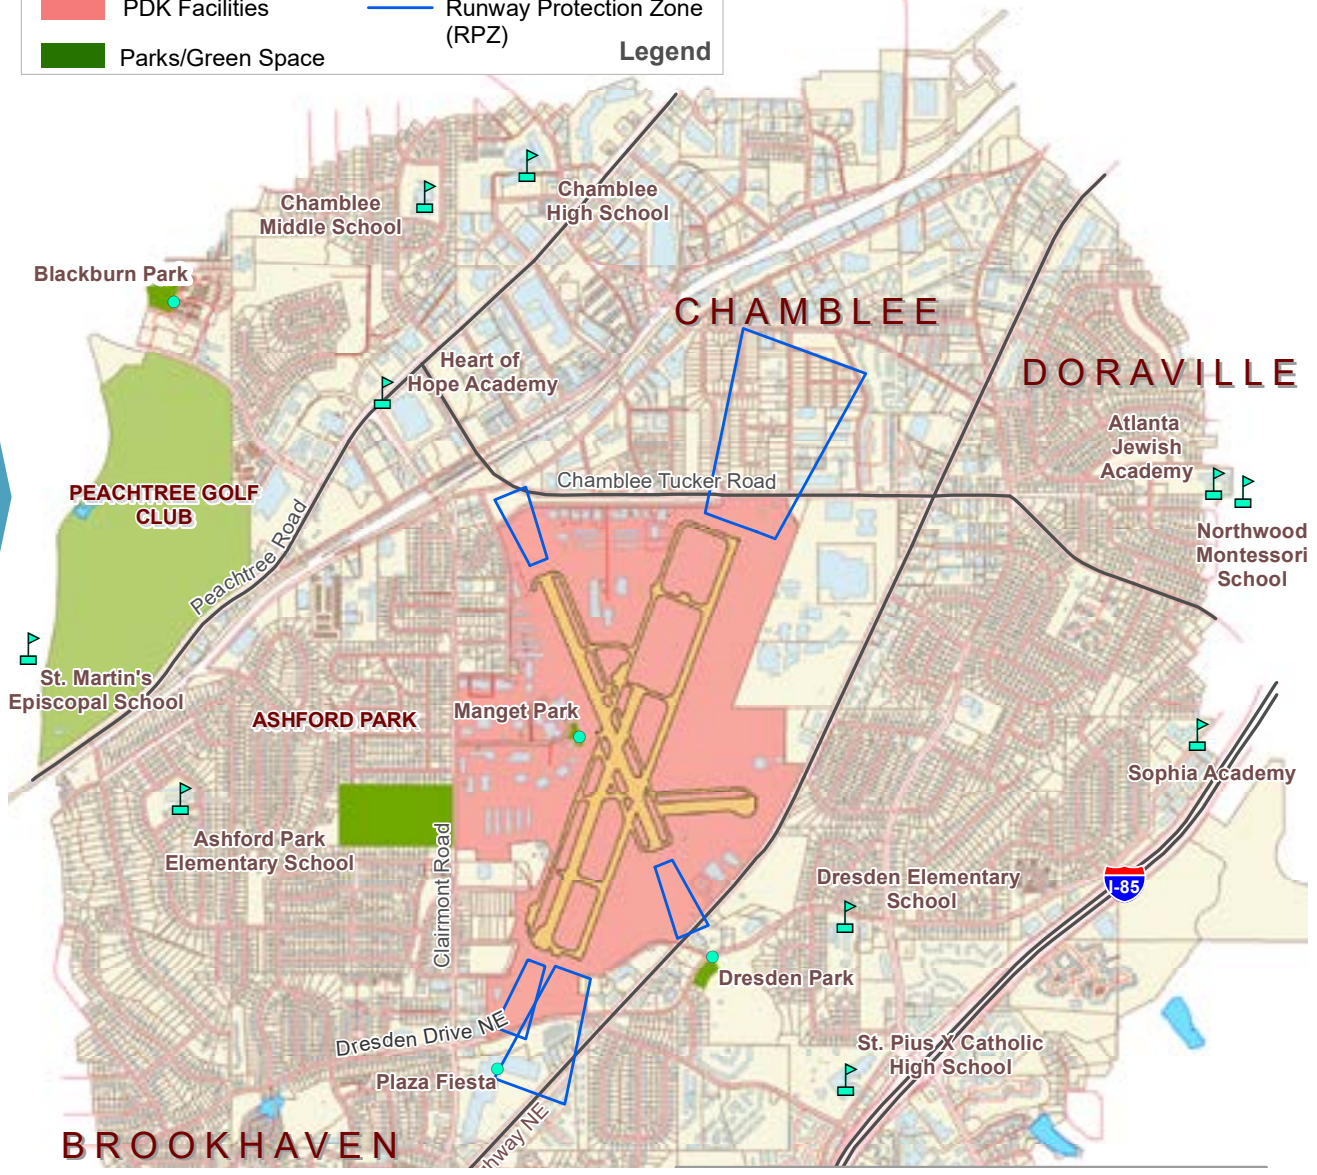 PDK Facilities
Runway Protection Zone
(RPZ)
Parks/Green Space
Legend
Chamblee
High School
Chamblee
Middle School
Blackburn Park
CHAMBLEE
Heart of
Hope Academy
DORAVILLE
Atlanta
Jewish
Academy
Chamblee Tucker Road
PEACHTREE GOLF
CLUB
Northwood
Montessori
School
Peachtree Road
St. Martin's
Episcopal School
ASHFORD PARK
Manget Park
Sophia Academy
Ashford Park
Elementary School
Clairmont Road
Dresden Elementary
School
I-85
Dresden Park
Dresden Drive NE
St. Pius X Catholic
High School
Plaza Fiesta
hway NE
BROOKHAVEN